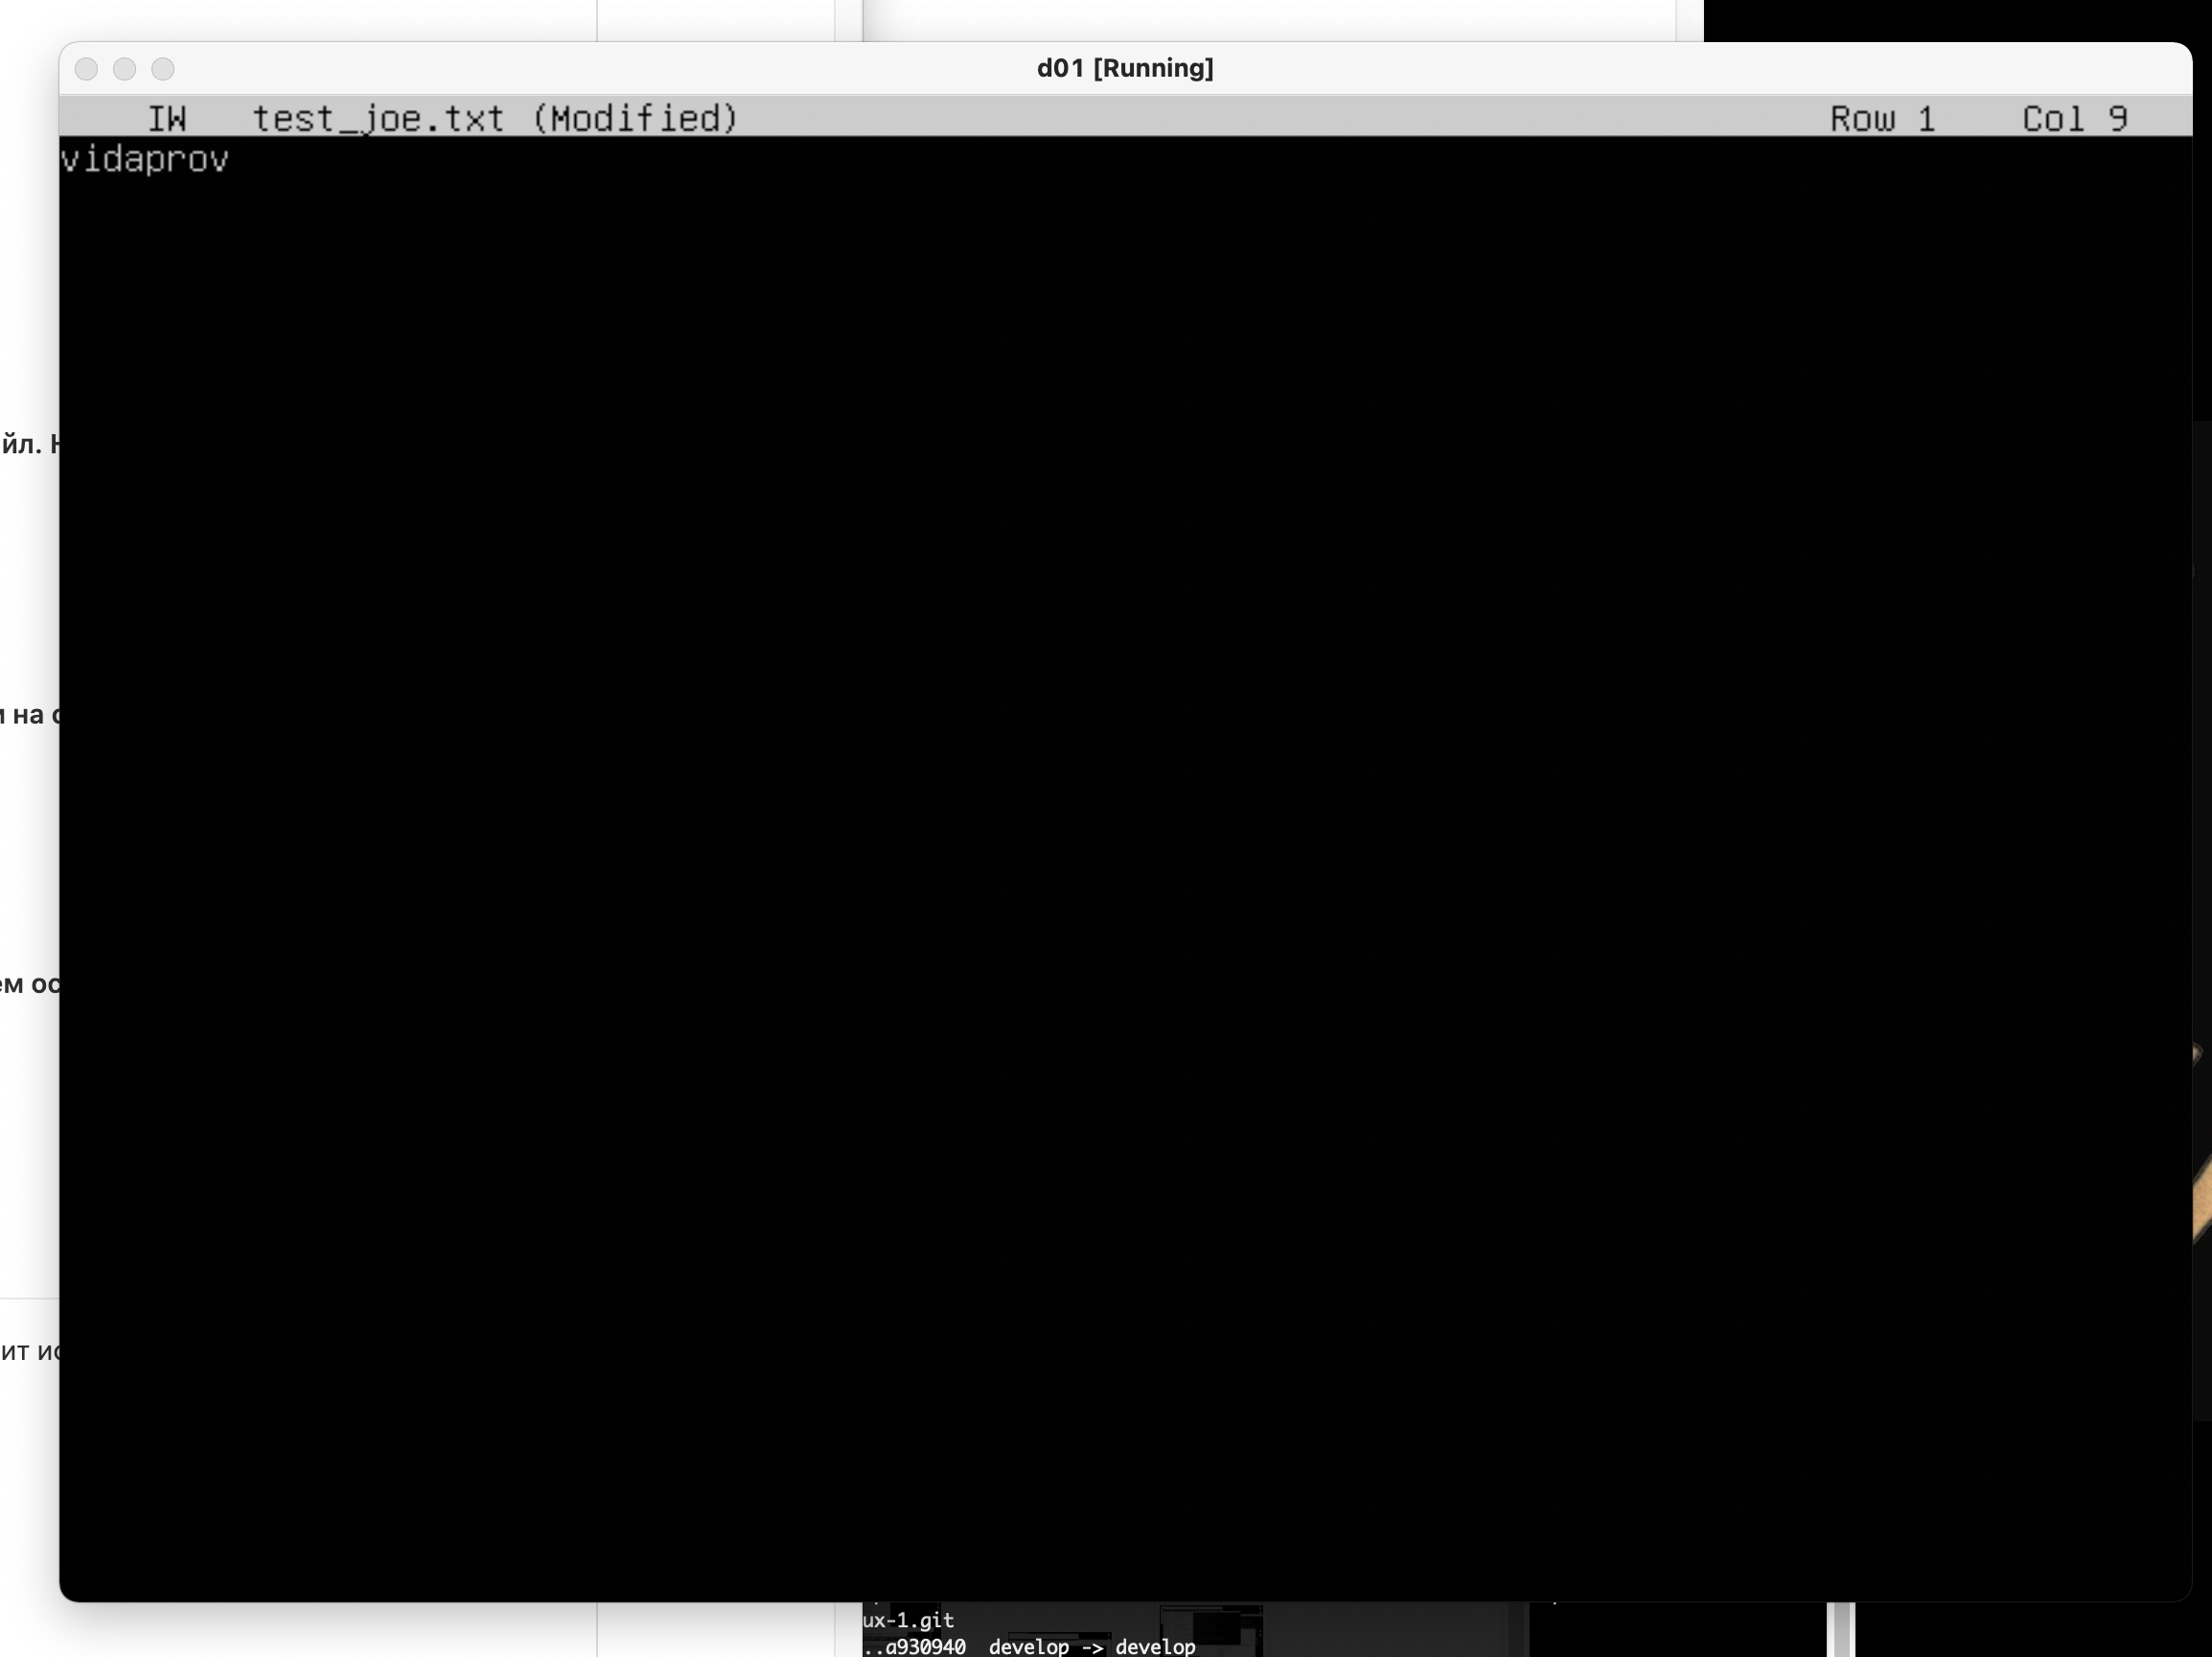 d01 [Running]
IW test_joe.txt (Modified) Row 1 Col 9
vidaprov
йл.
на
ем ос
ит ис
ux-1.git
..a930940 develop -> develop